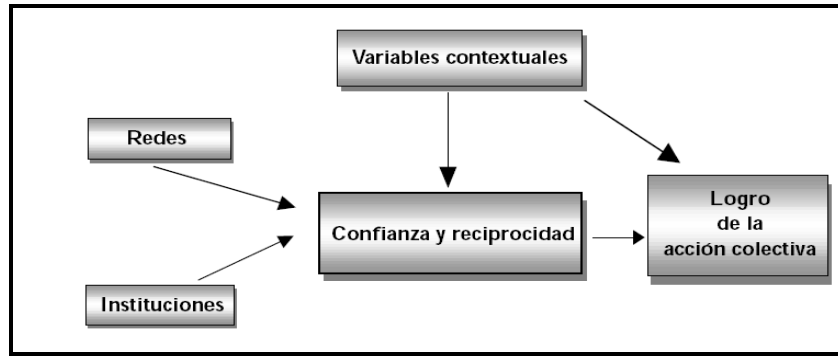 Variables contextuales
Redes
Confianza y reciprocidad
Logro
de la
acción colectiva
Instituciones